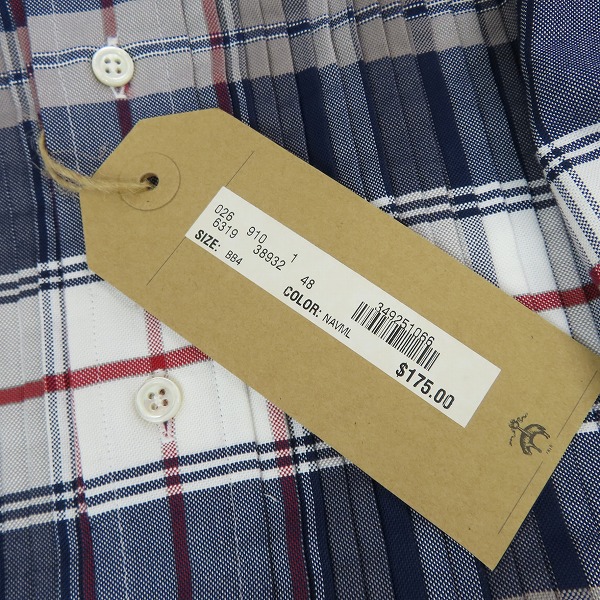 026 910 1
6319 38932 48
SIZE: BB4
COLOR: NAVML
349251066
$175.00